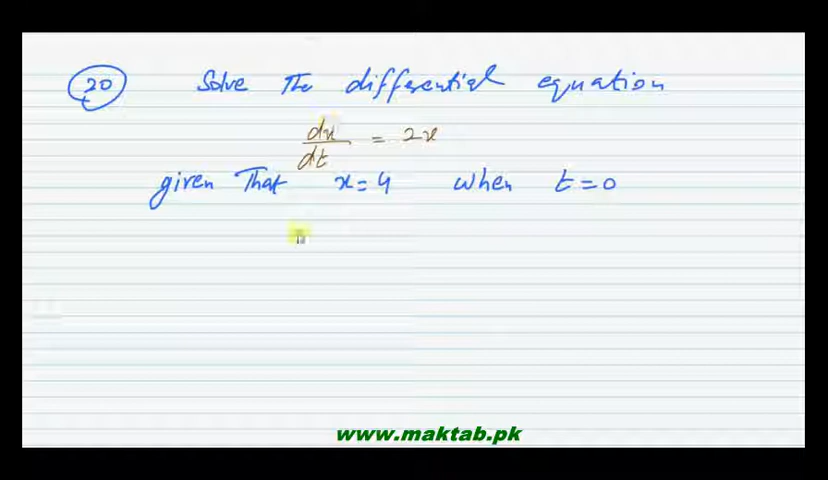 20 Solve The differential equation
dx/dt = 2x
given That x=4 when t=0
www.maktab.pk